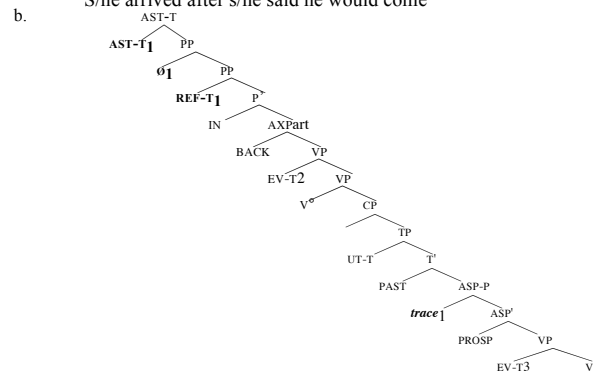 S/he arrived after s/he said he would come
b.
AST-T
AST-T1 PP
Ø1 PP
REF-T1 P'
IN AXPart
BACK VP
EV-T2 VP
V° CP
TP
UT-T T'
PAST ASP-P
trace1 ASP'
PROSP VP
EV-T3 V